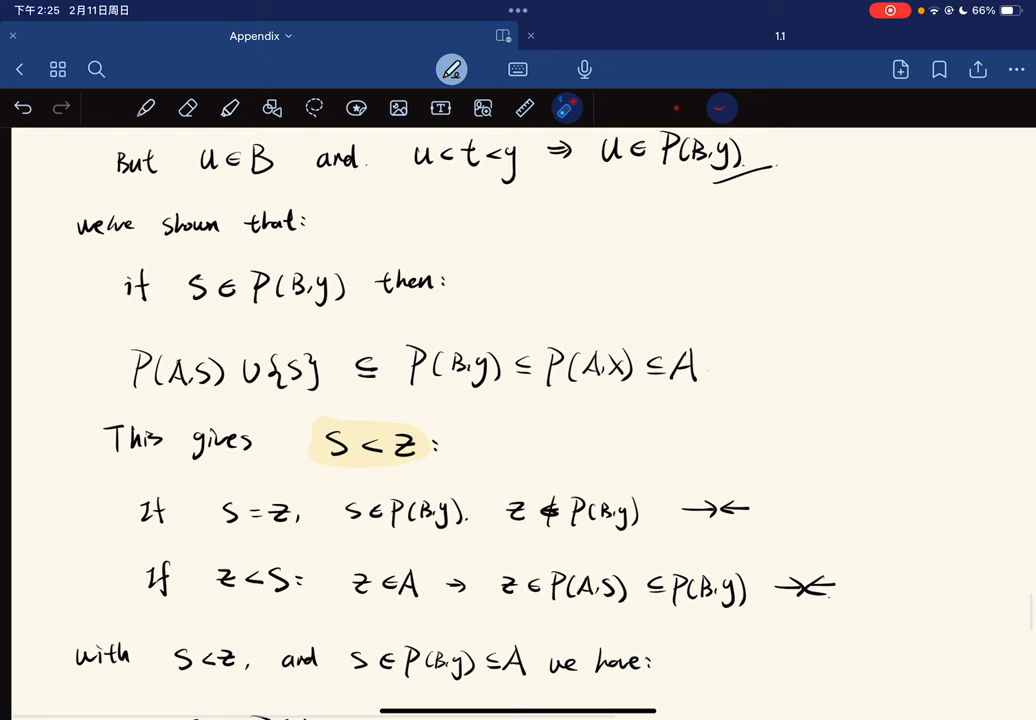 下午2:25 2月11日周日
66%
Appendix
1.1
But u ∈ B and. u < t < y ⇒ u ∈ P(B,y).
we've shown that:
if S ∈ P(B,y) then:
P(A,S) ∪ {S} ⊆ P(B,y) ⊆ P(A,x) ⊆ A
This gives S < z:
If S = z, S ∈ P(B,y). z ∉ P(B,y) →←
If z < S: z ∈ A → z ∈ P(A,S) ⊆ P(B,y) →←
with S < z, and S ∈ P(B,y) ⊆ A we have: